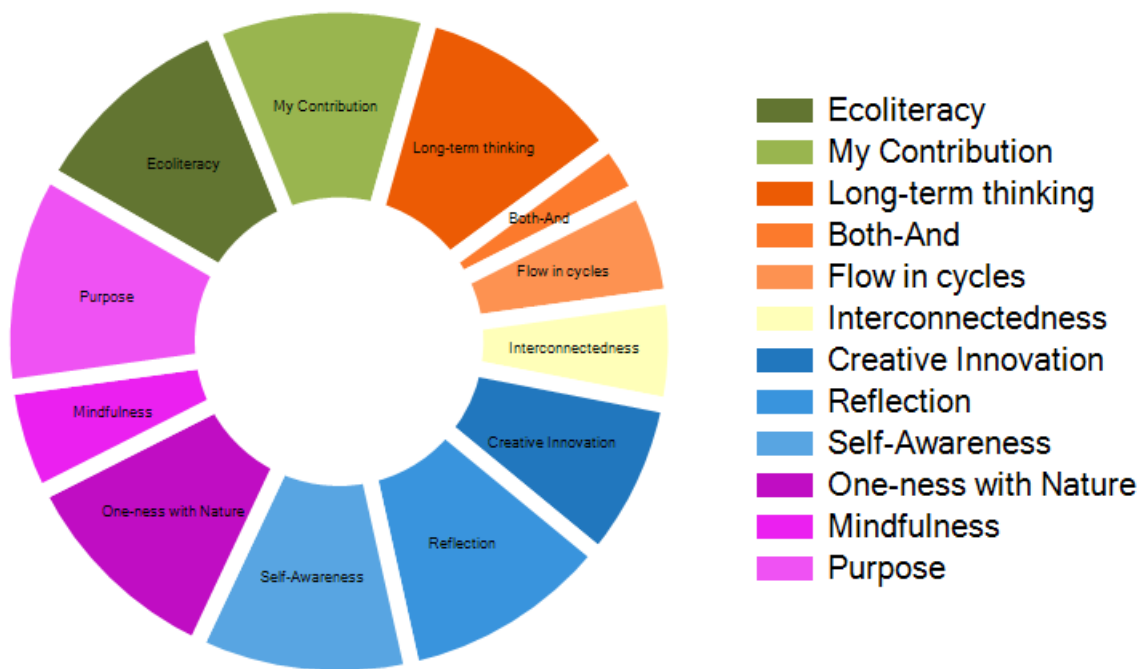 My Contribution
Long-term thinking
Ecoliteracy
Both-And
Flow in cycles
Purpose
Interconnectedness
Mindfulness
Creative Innovation
One-ness with Nature
Reflection
Self-Awareness
Ecoliteracy
My Contribution
Long-term thinking
Both-And
Flow in cycles
Interconnectedness
Creative Innovation
Reflection
Self-Awareness
One-ness with Nature
Mindfulness
Purpose